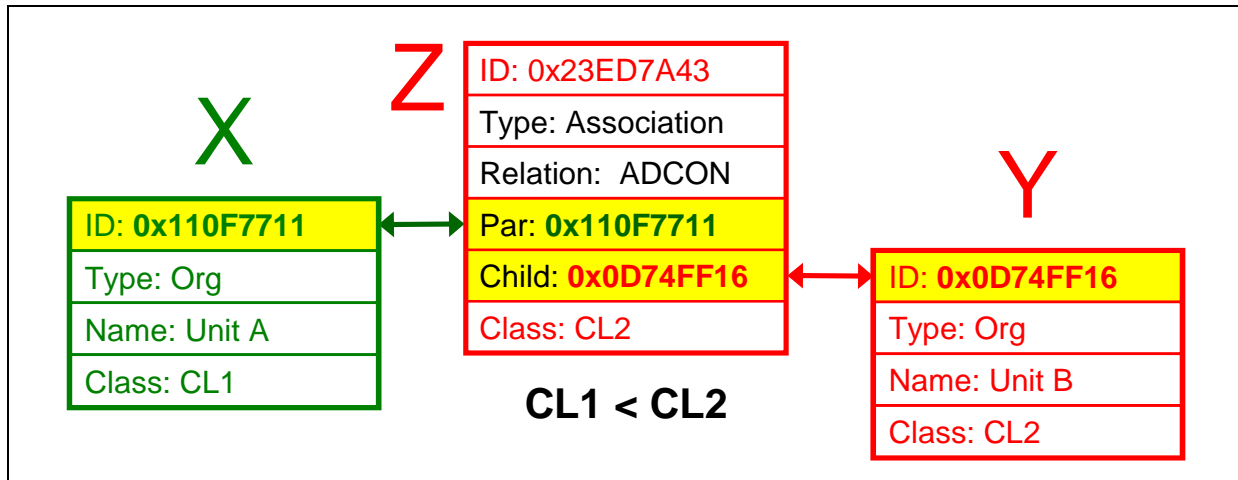 X
ID: 0x110F7711
Type: Org
Name: Unit A
Class: CL1
Z
ID: 0x23ED7A43
Type: Association
Relation: ADCON
Par: 0x110F7711
Child: 0x0D74FF16
Class: CL2
CL1 < CL2
Y
ID: 0x0D74FF16
Type: Org
Name: Unit B
Class: CL2